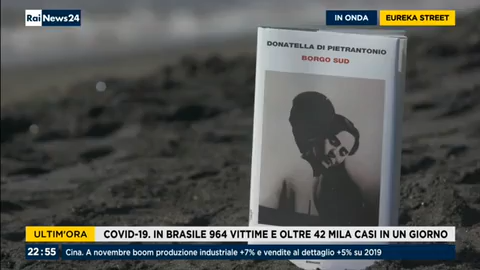 Rai News24
IN ONDA
EUREKA STREET
DONATELLA DI PIETRANTONIO
BORGO SUD
ULTIM'ORA
COVID-19. IN BRASILE 964 VITTIME E OLTRE 42 MILA CASI IN UN GIORNO
22:55
Cina. A novembre boom produzione industriale +7% e vendite al dettaglio +5% su 2019